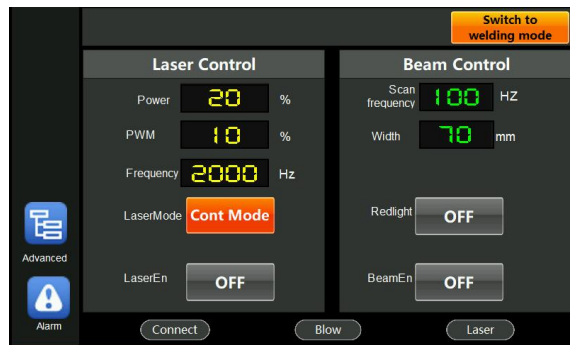 Switch to
welding mode
Laser Control
Power 20 %
PWM 10 %
Frequency 2000 Hz
LaserMode Cont Mode
LaserEn OFF
Beam Control
Scan
frequency 100 HZ
Width 70 mm
Redlight OFF
BeamEn OFF
Advanced
Alarm
Connect
Blow
Laser